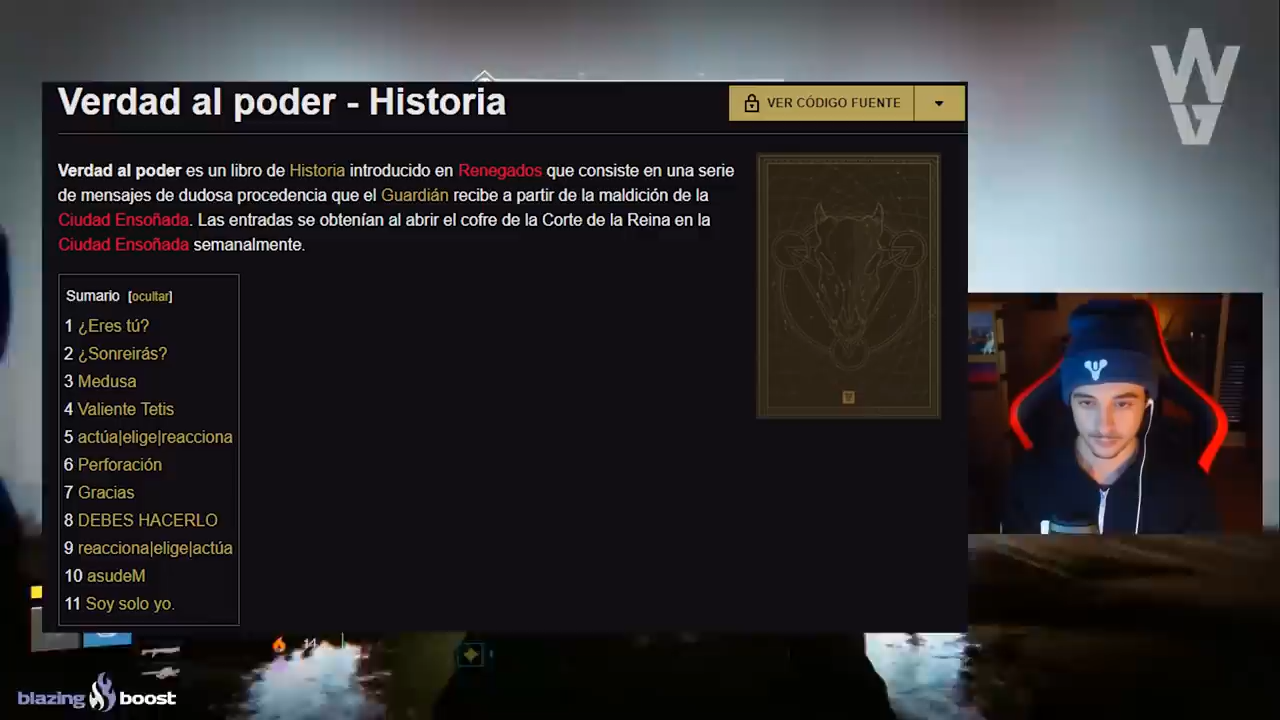 Verdad al poder - Historia
VER CÓDIGO FUENTE
Verdad al poder es un libro de Historia introducido en Renegados que consiste en una serie
de mensajes de dudosa procedencia que el Guardián recibe a partir de la maldición de la
Ciudad Ensoñada. Las entradas se obtenían al abrir el cofre de la Corte de la Reina en la
Ciudad Ensoñada semanalmente.
Sumario [ocultar]
1 ¿Eres tú?
2 ¿Sonreirás?
3 Medusa
4 Valiente Tetis
5 actúa|elige|reacciona
6 Perforación
7 Gracias
8 DEBES HACERLO
9 reacciona|elige|actúa
10 asudeM
11 Soy solo yo.
14
blazing boost